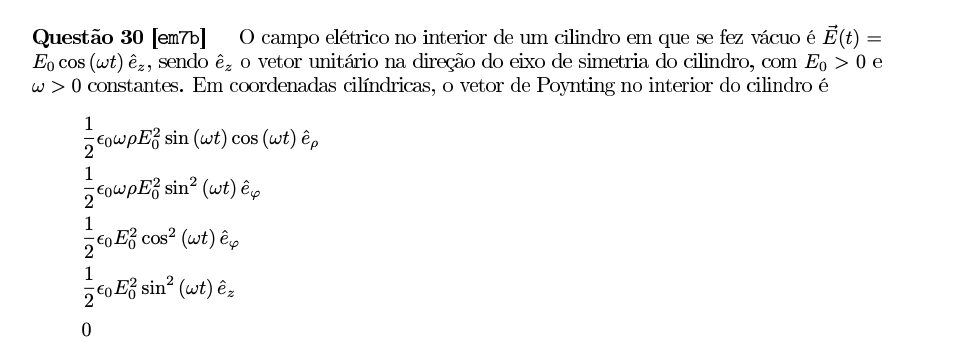 Questão 30 [em7b] O campo elétrico no interior de um cilindro em que se fez vácuo é $\vec{E}(t) =$
$E_0 \cos(\omega t)\, \hat{e}_z$, sendo $\hat{e}_z$ o vetor unitário na direção do eixo de simetria do cilindro, com $E_0 > 0$ e
$\omega > 0$ constantes. Em coordenadas cilíndricas, o vetor de Poynting no interior do cilindro é
$\frac{1}{2}\epsilon_0 \omega \rho E_0^2 \sin(\omega t) \cos(\omega t)\, \hat{e}_\rho$
$\frac{1}{2}\epsilon_0 \omega \rho E_0^2 \sin^2(\omega t)\, \hat{e}_\varphi$
$\frac{1}{2}\epsilon_0 E_0^2 \cos^2(\omega t)\, \hat{e}_\varphi$
$\frac{1}{2}\epsilon_0 E_0^2 \sin^2(\omega t)\, \hat{e}_z$
0